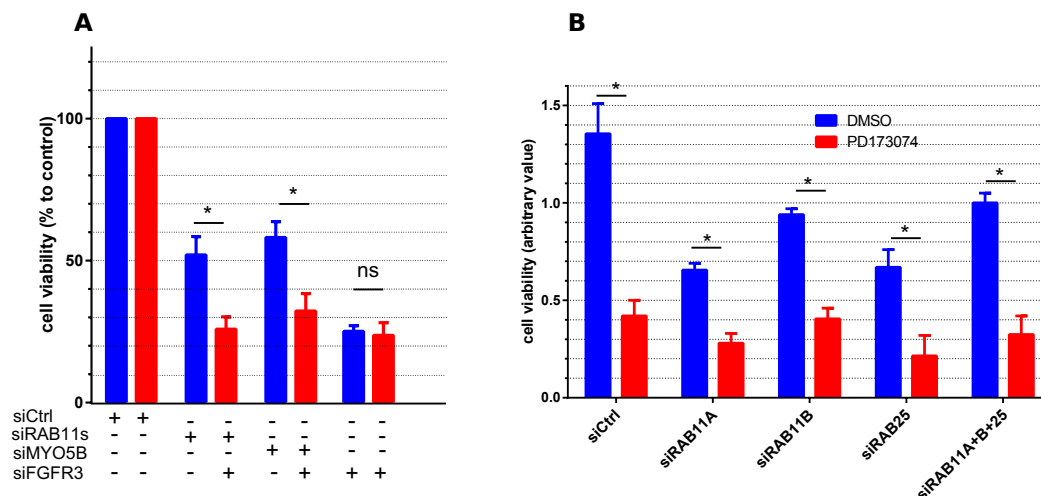 A
cell viability (% to control)
100
50
0
*
*
ns
siCtrl + + - - - - - -
siRAB11s - - + + - - - -
siMYO5B - - - - + + - -
siFGFR3 - - - + - + + +
B
cell viability (arbitrary value)
1.5
1.0
0.5
0.0
*
*
*
*
*
DMSO
PD173074
siCtrl
siRAB11A
siRAB11B
siRAB25
siRAB11A+B+25